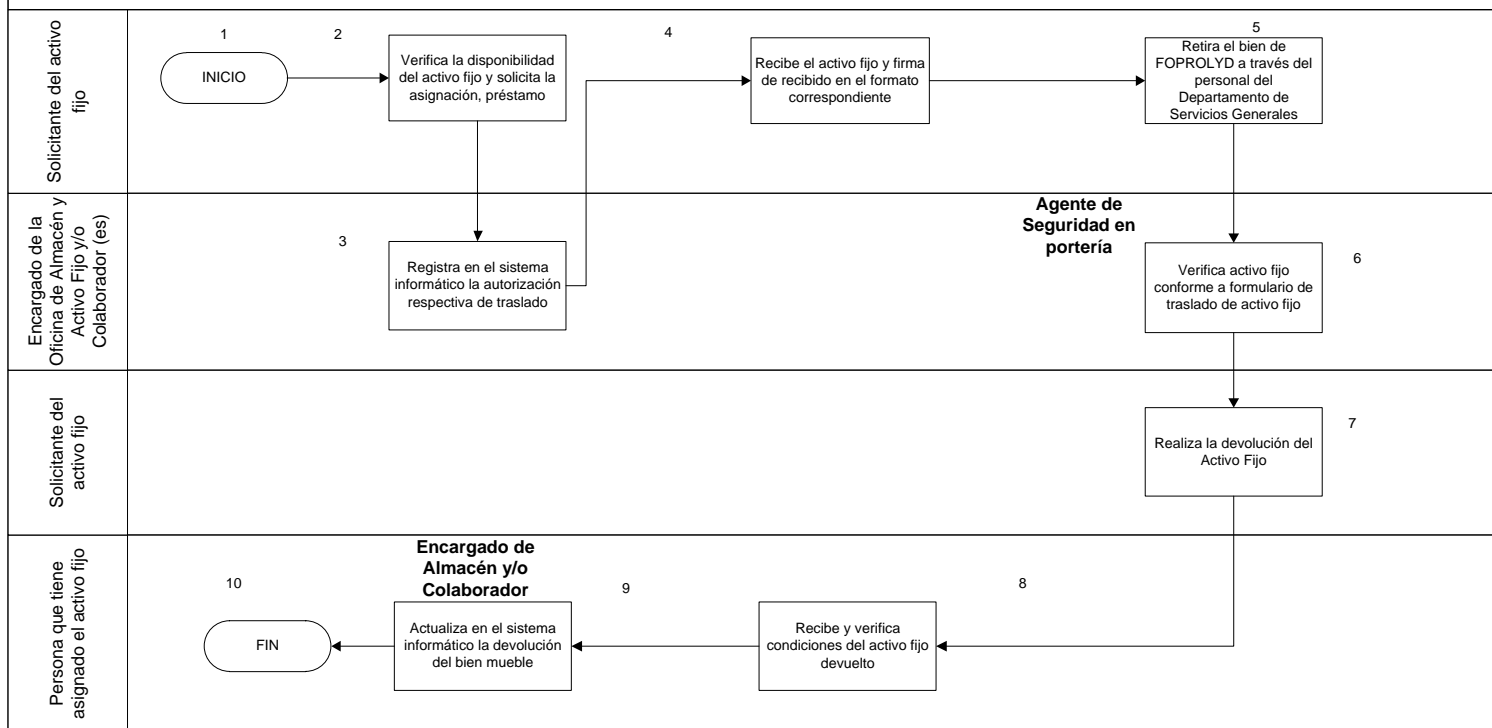 Solicitante del activo
fijo
1
INICIO
2
Verifica la disponibilidad
del activo fijo y solicita la
asignación, préstamo
4
Recibe el activo fijo y firma
de recibido en el formato
correspondiente
5
Retira el bien de
FOPROLYD a través del
personal del
Departamento de
Servicios Generales
Encargado de la
Oficina de Almacén y
Activo Fijo y/o
Colaborador (es)
3
Registra en el sistema
informático la autorización
respectiva de traslado
Agente de
Seguridad en
portería
6
Verifica activo fijo
conforme a formulario de
traslado de activo fijo
Solicitante del
activo fijo
7
Realiza la devolución del
Activo Fijo
Persona que tiene
asignado el activo fijo
10
FIN
Encargado de
Almacén y/o
Colaborador
9
Actualiza en el sistema
informático la devolución
del bien mueble
8
Recibe y verifica
condiciones del activo fijo
devuelto